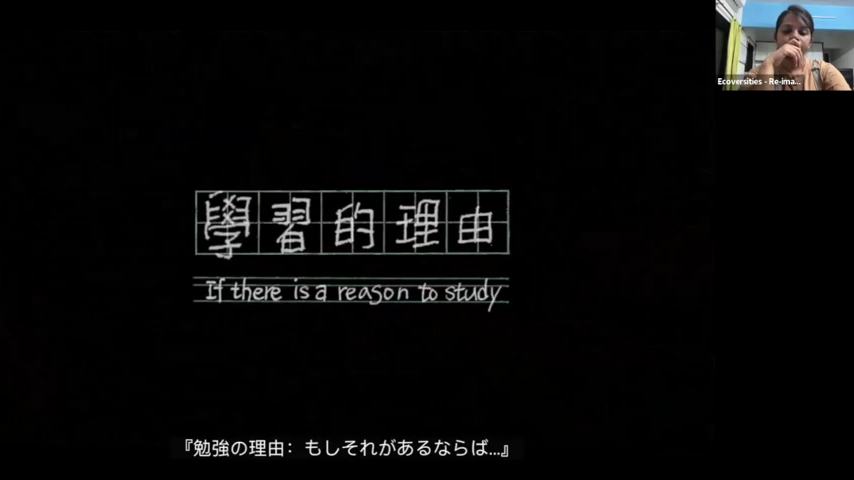 Ecoversities - Re-ima...
學習的理由
If there is a reason to study
『勉強の理由: もしそれがあるならば...』